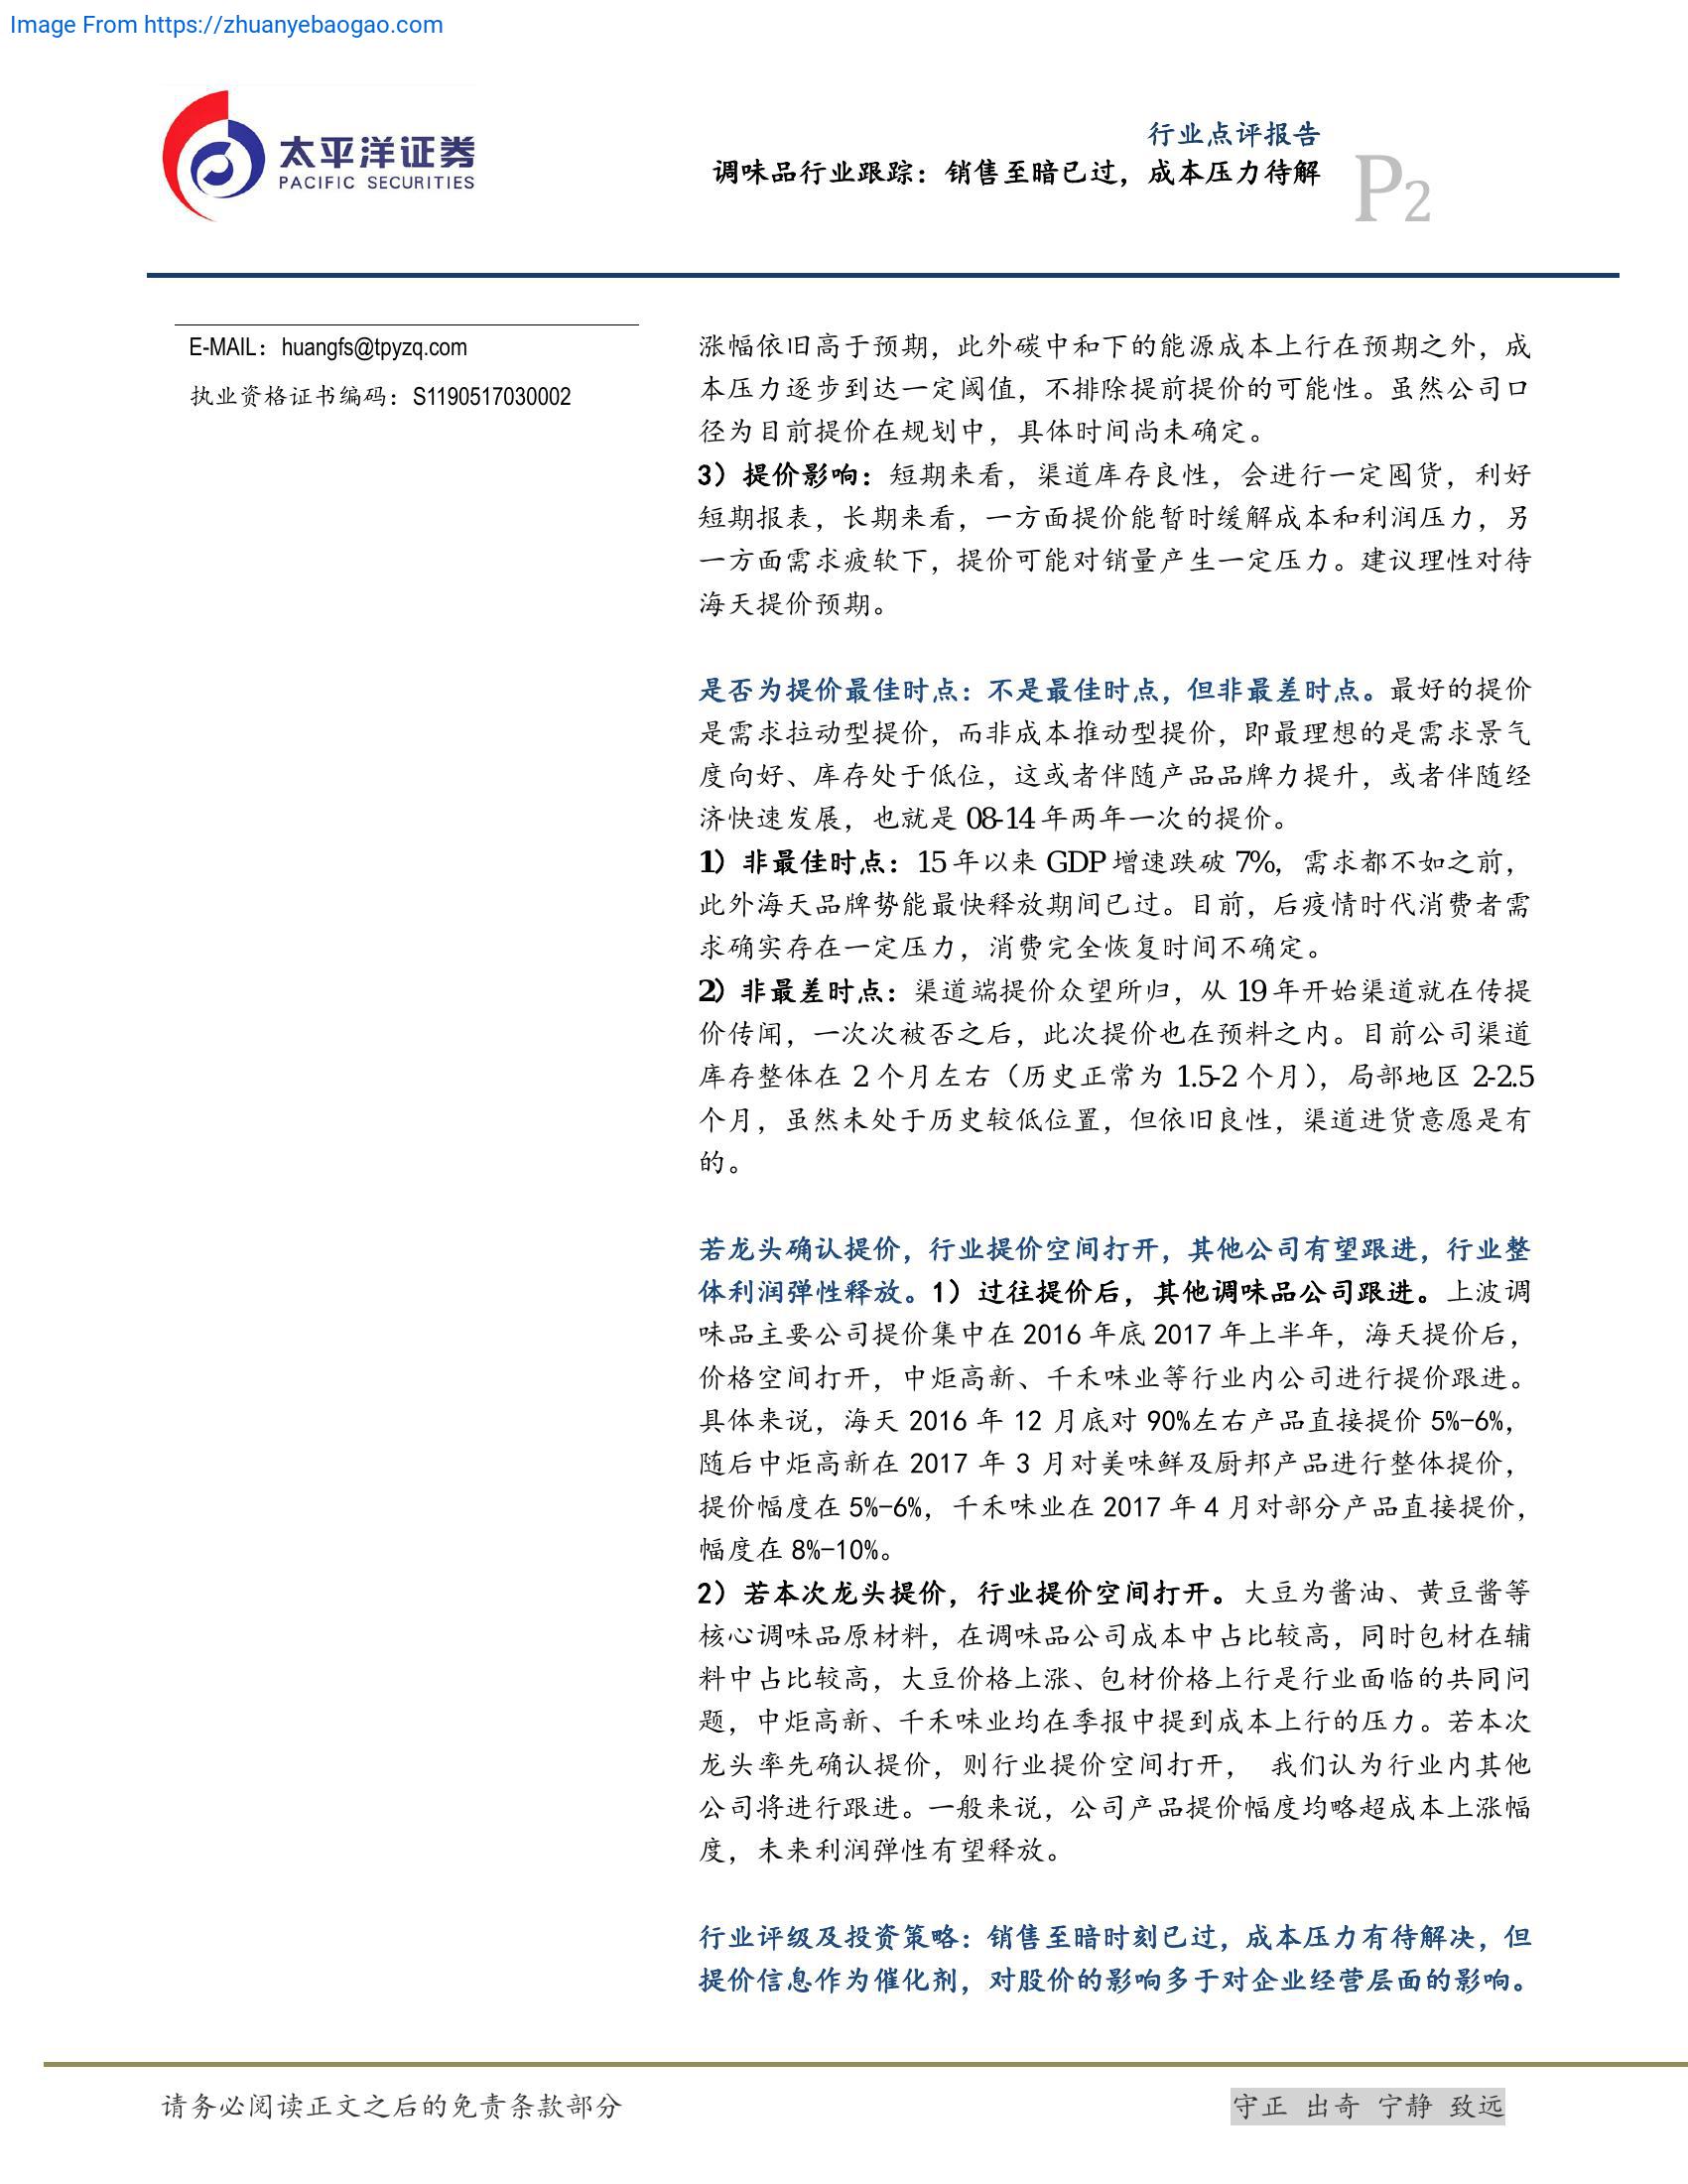 Image From https://zhuanyebaogao.com
太平洋证券
PACIFIC SECURITIES
行业点评报告
调味品行业跟踪：销售至暗已过，成本压力待解
P2
E-MAIL：huangfs@tpyzq.com
执业资格证书编码：S1190517030002
涨幅依旧高于预期，此外碳中和下的能源成本上行在预期之外，成
本压力逐步到达一定阈值，不排除提前提价的可能性。虽然公司口
径为目前提价在规划中，具体时间尚未确定。
3）提价影响：短期来看，渠道库存良性，会进行一定囤货，利好
短期报表，长期来看，一方面提价能暂时缓解成本和利润压力，另
一方面需求疲软下，提价可能对销量产生一定压力。建议理性对待
海天提价预期。
是否为提价最佳时点：不是最佳时点，但非最差时点。最好的提价
是需求拉动型提价，而非成本推动型提价，即最理想的是需求景气
度向好、库存处于低位，这或者伴随产品品牌力提升，或者伴随经
济快速发展，也就是 08-14 年两年一次的提价。
1）非最佳时点：15 年以来 GDP 增速跌破 7%，需求都不如之前，
此外海天品牌势能最快释放期间已过。目前，后疫情时代消费者需
求确实存在一定压力，消费完全恢复时间不确定。
2）非最差时点：渠道端提价众望所归，从 19 年开始渠道就在传提
价传闻，一次次被否之后，此次提价也在预料之内。目前公司渠道
库存整体在 2 个月左右（历史正常为 1.5-2 个月），局部地区 2-2.5
个月，虽然未处于历史较低位置，但依旧良性，渠道进货意愿是有
的。
若龙头确认提价，行业提价空间打开，其他公司有望跟进，行业整
体利润弹性释放。1）过往提价后，其他调味品公司跟进。上波调
味品主要公司提价集中在 2016 年底 2017 年上半年，海天提价后，
价格空间打开，中炬高新、千禾味业等行业内公司进行提价跟进。
具体来说，海天 2016 年 12 月底对 90%左右产品直接提价 5%-6%，
随后中炬高新在 2017 年 3 月对美味鲜及厨邦产品进行整体提价，
提价幅度在 5%-6%，千禾味业在 2017 年 4 月对部分产品直接提价，
幅度在 8%-10%。
2）若本次龙头提价，行业提价空间打开。大豆为酱油、黄豆酱等
核心调味品原材料，在调味品公司成本中占比较高，同时包材在辅
料中占比较高，大豆价格上涨、包材价格上行是行业面临的共同问
题，中炬高新、千禾味业均在季报中提到成本上行的压力。若本次
龙头率先确认提价，则行业提价空间打开， 我们认为行业内其他
公司将进行跟进。一般来说，公司产品提价幅度均略超成本上涨幅
度，未来利润弹性有望释放。
行业评级及投资策略：销售至暗时刻已过，成本压力有待解决，但
提价信息作为催化剂，对股价的影响多于对企业经营层面的影响。
请务必阅读正文之后的免责条款部分
守正 出奇 宁静 致远